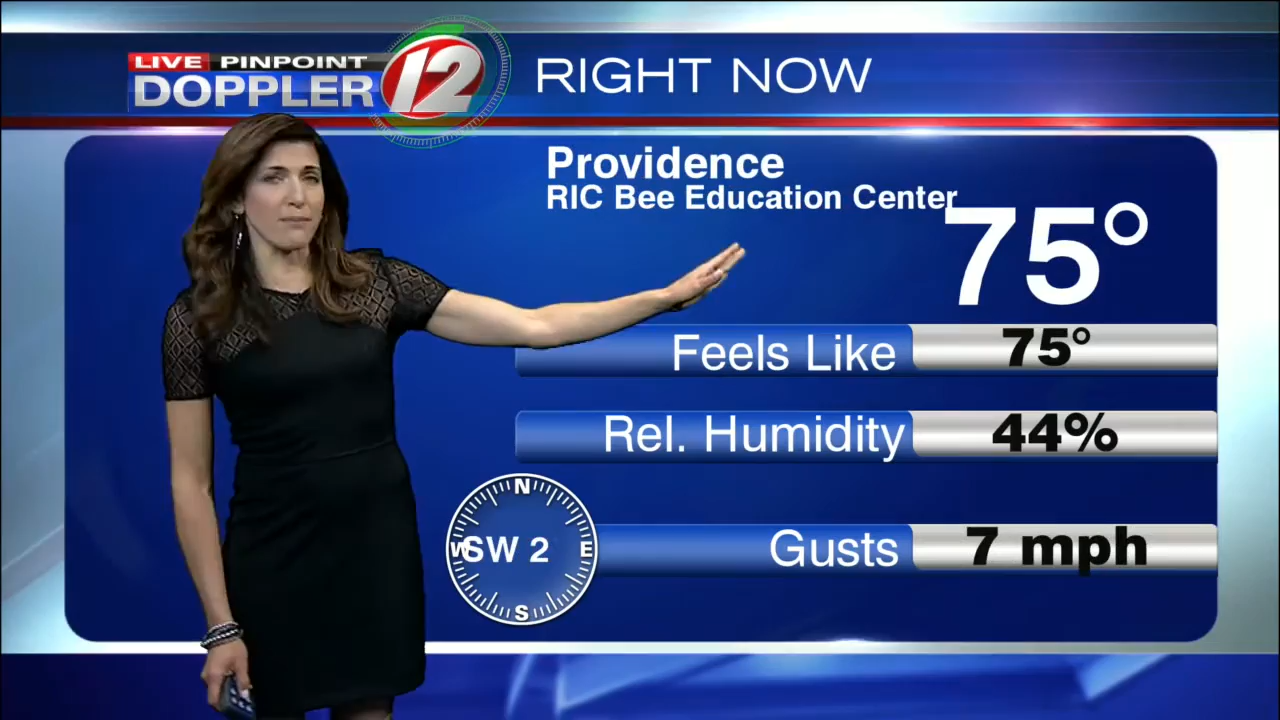 LIVE PINPOINT
DOPPLER 12
RIGHT NOW
Providence
RIC Bee Education Center
75°
Feels Like 75°
Rel. Humidity 44%
N
W SW 2 E
S
Gusts 7 mph